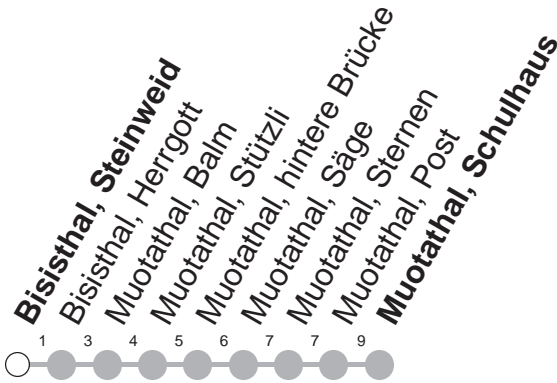 Bisisthal, Steinweid
Bisisthal, Herrgott
Muotathal, Balm
Muotathal, Stützli
Muotathal, hintere Brücke
Muotathal, Säge
Muotathal, Sternen
Muotathal, Post
Muotathal, Schulhaus
1 3 4 5 6 7 7 9